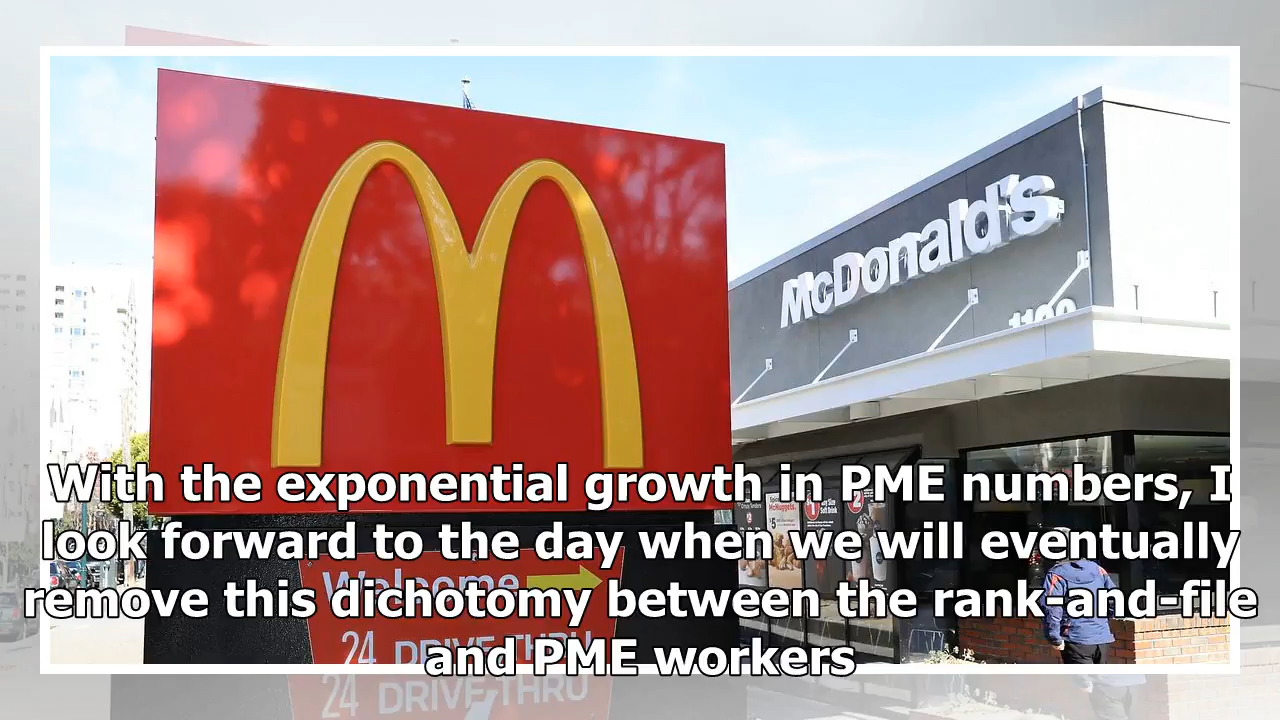 McDonald's
With the exponential growth in PME numbers, I
look forward to the day when we will eventually
remove this dichotomy between the rank-and-file
and PME workers
Welcome
24 DRIVE-THRU
24 DRIVE-THRU